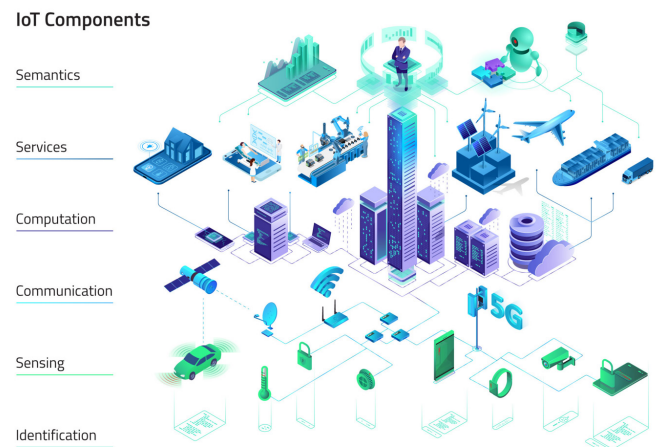 IoT Components
Semantics
Services
Computation
Communication
5G
Sensing
Identification